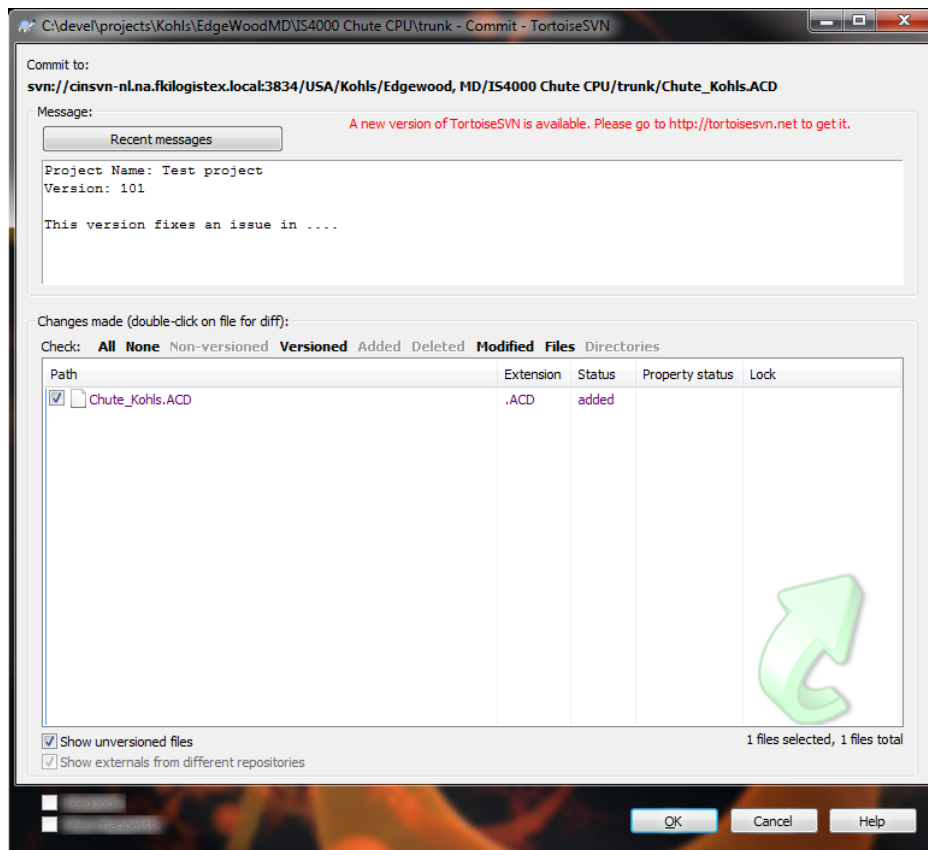 C:\devel\projects\Kohls\EdgeWoodMD\IS4000 Chute CPU\trunk - Commit - TortoiseSVN
Commit to:
svn://cinsvn-nl.na.fkilogistex.local:3834/USA/Kohls/Edgewood, MD/IS4000 Chute CPU/trunk/Chute_Kohls.ACD
Message:
A new version of TortoiseSVN is available. Please go to http://tortoisesvn.net to get it.
Recent messages
Project Name: Test project
Version: 101
This version fixes an issue in ....
Changes made (double-click on file for diff):
Check: All None Non-versioned Versioned Added Deleted Modified Files Directories
Path Extension Status Property status Lock
Chute_Kohls.ACD .ACD added
Show unversioned files
1 files selected, 1 files total
Show externals from different repositories
Keep locks
Keep changelists
OK Cancel Help